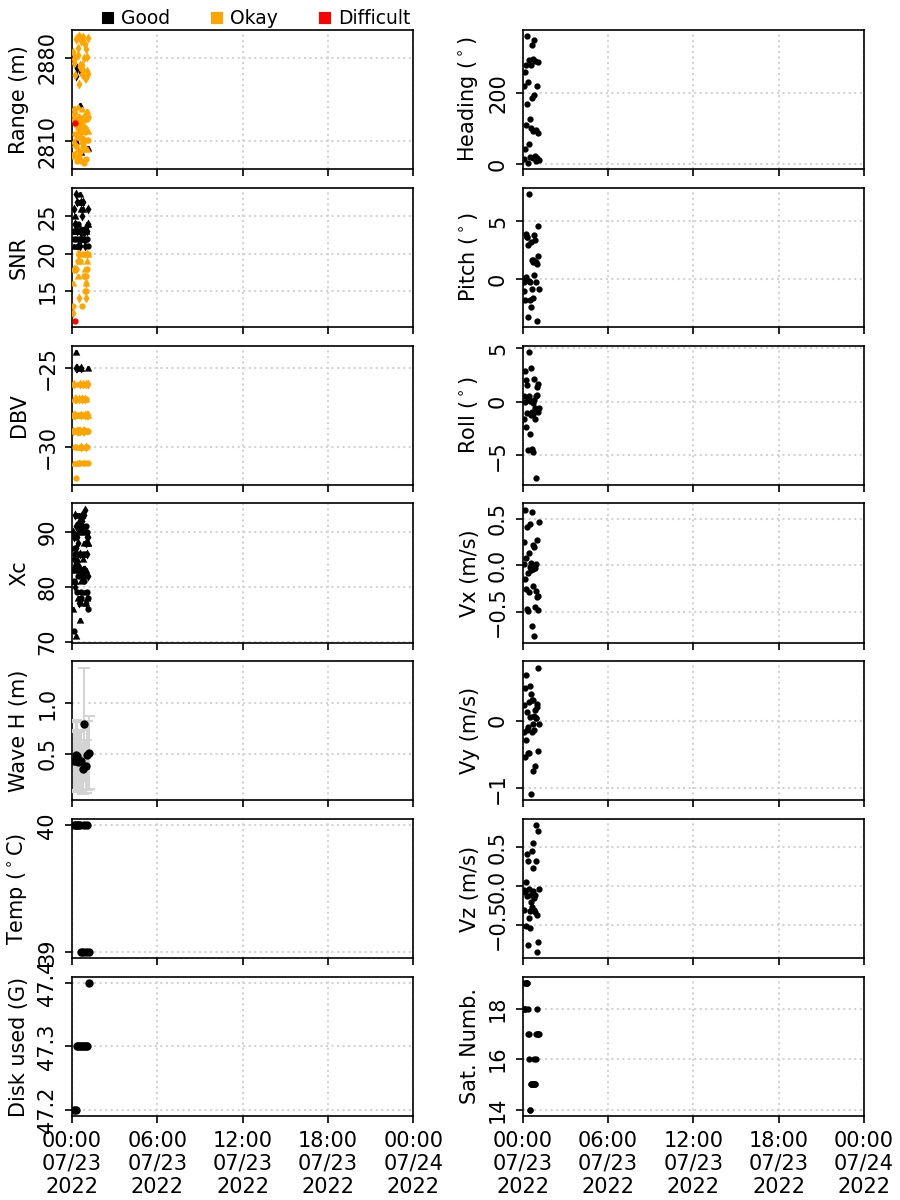 Good Okay Difficult
Range (m)
2880
2810
Heading (°)
200
0
SNR
25
20
15
Pitch (°)
5
0
DBV
−25
−30
Roll (°)
5
0
−5
Xc
90
80
70
Vx (m/s)
0.5
0.0
−0.5
Wave H (m)
1.0
0.5
Vy (m/s)
0
−1
Temp (°C)
40
39
Vz (m/s)
0.5
0.0
−0.5
Disk used (G)
47.4
47.3
47.2
Sat. Numb.
18
16
14
00:00 06:00 12:00 18:00 00:00
07/23 07/23 07/23 07/23 07/24
2022 2022 2022 2022 2022
00:00 06:00 12:00 18:00 00:00
07/23 07/23 07/23 07/23 07/24
2022 2022 2022 2022 2022